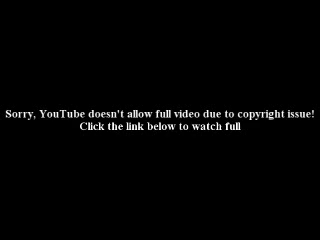 Sorry, YouTube doesn't allow full video due to copyright issue!
Click the link below to watch full